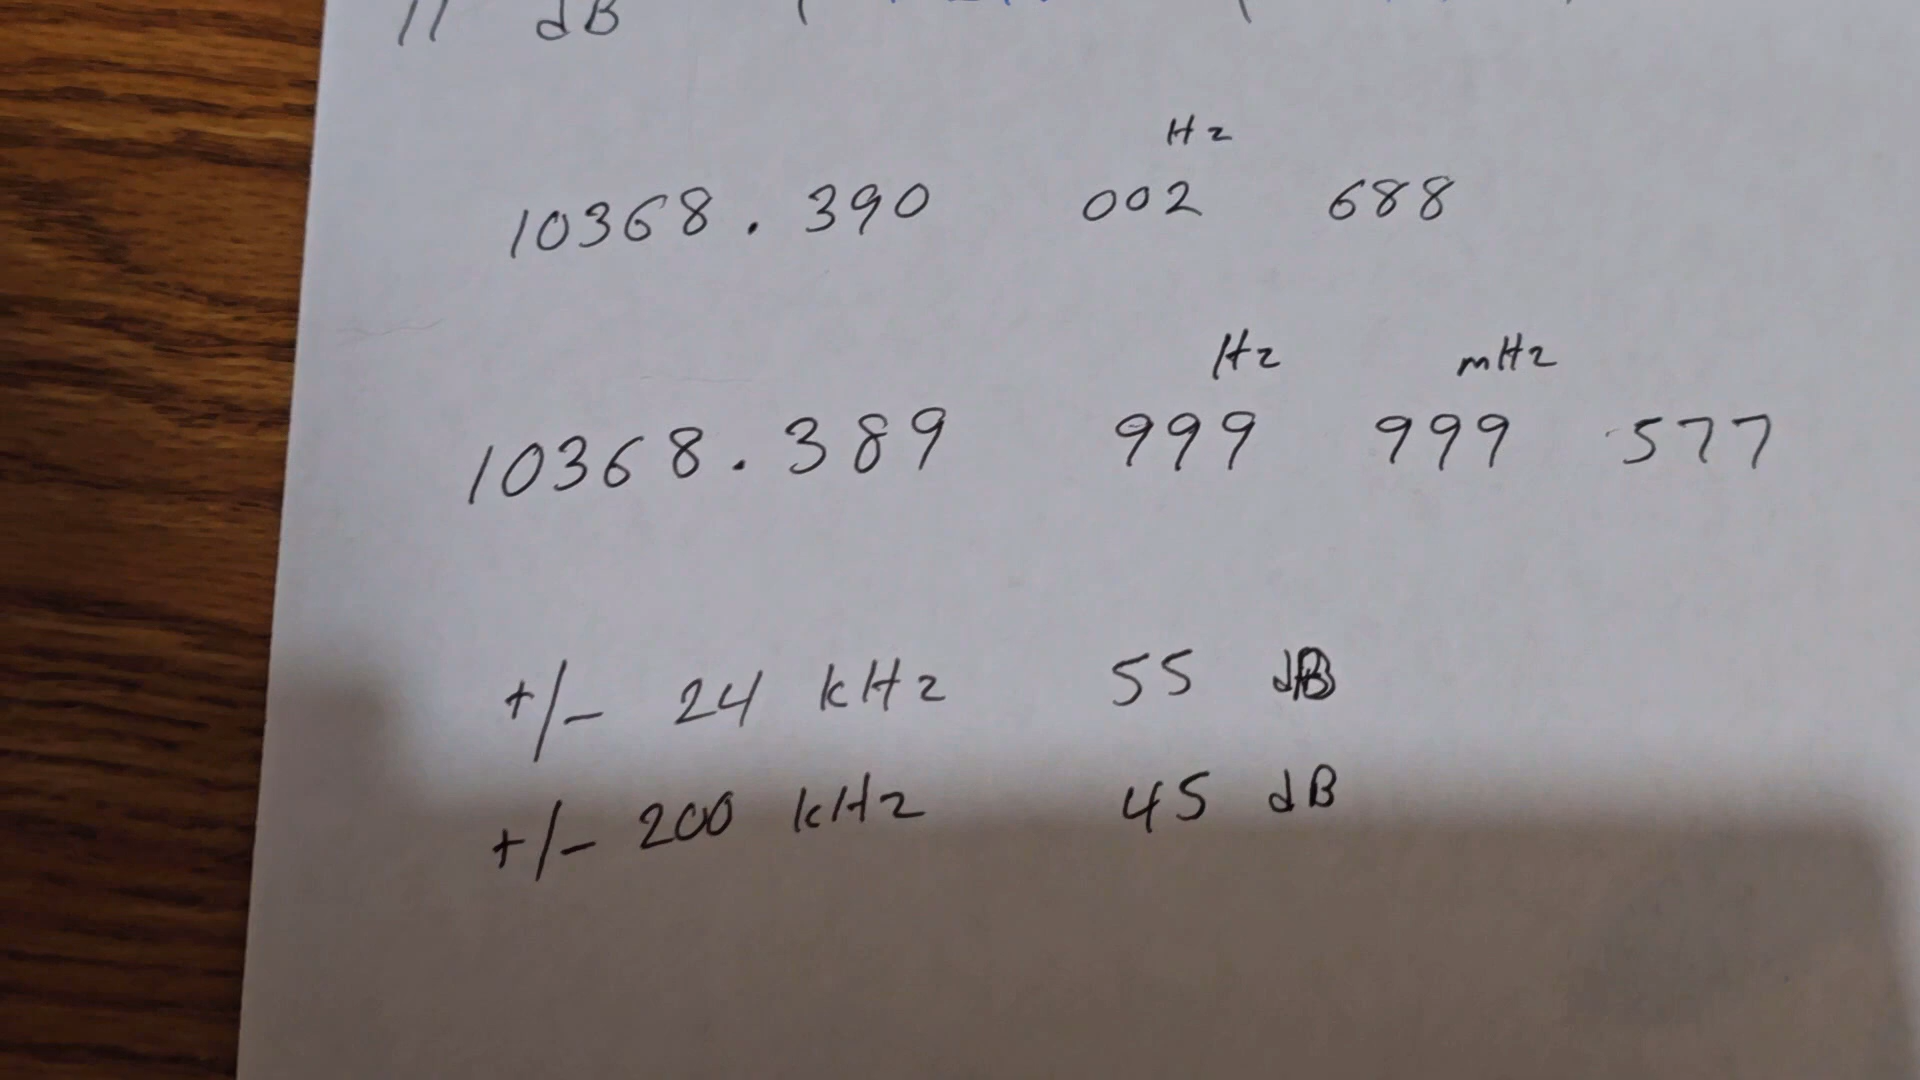 11 dB
Hz
10368.390 002 688
Hz mHz
10368.389 999 999 577
+/- 24 kHz 55 dB
+/- 200 kHz 45 dB